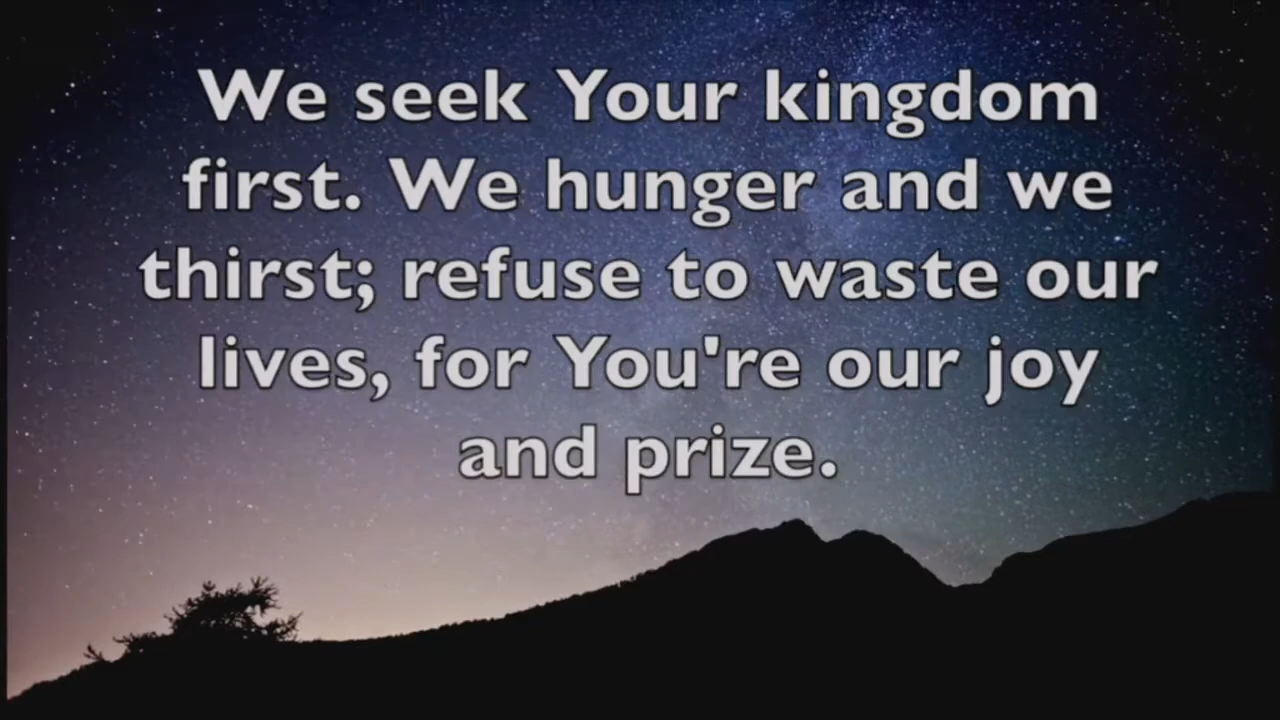 We seek Your kingdom
first. We hunger and we
thirst; refuse to waste our
lives, for You're our joy
and prize.